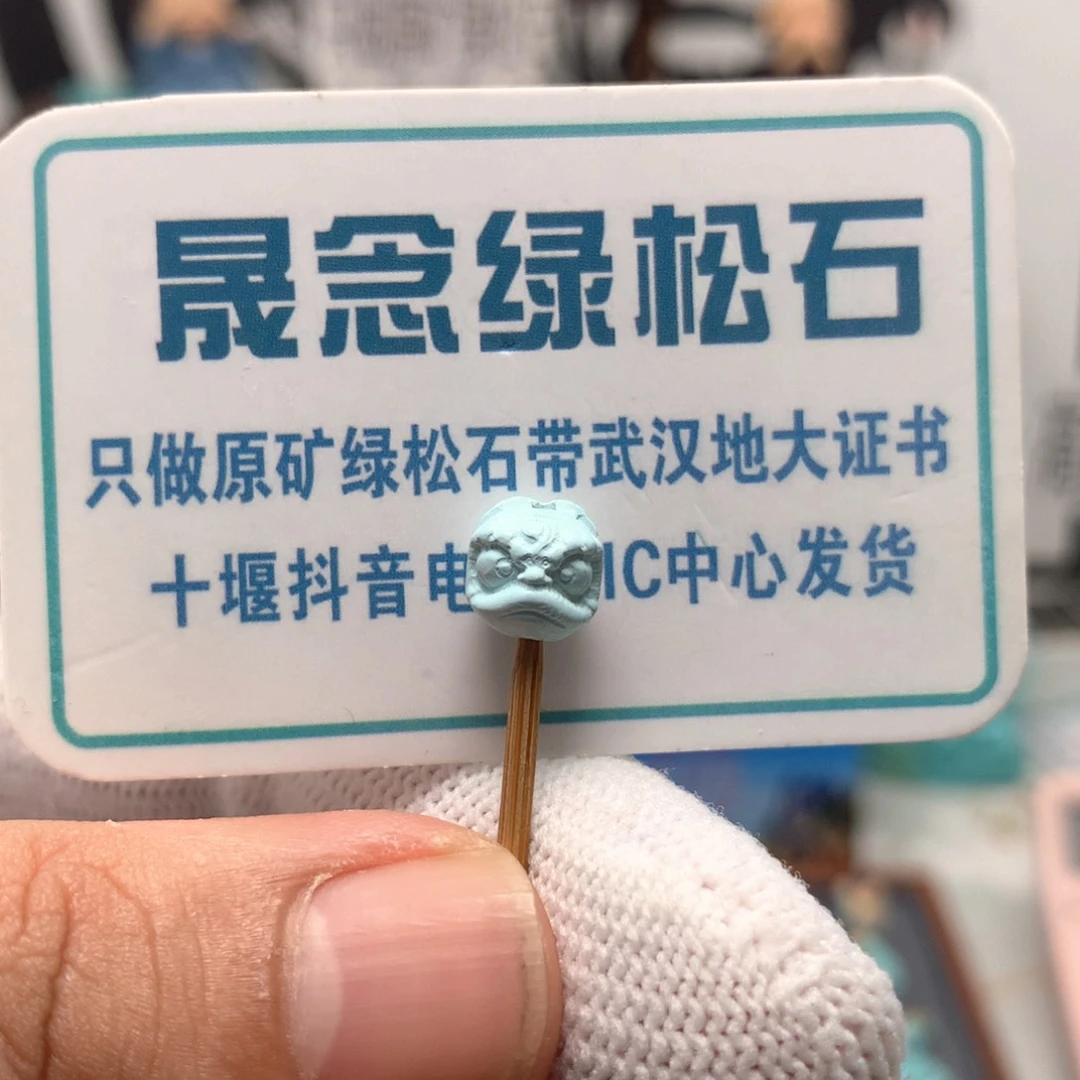 晟念绿松石
只做原矿绿松石带武汉地大证书
十堰抖音电 IC中心发货